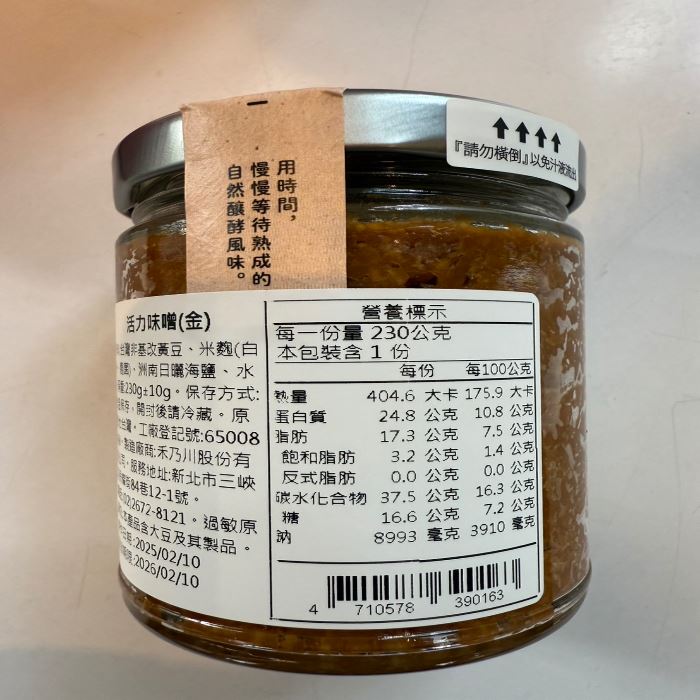 用時間，
慢慢等待熟成的
自然釀酵風味。
『請勿橫倒』以免汁液流出
活力味噌(金)
台灣非基改黃豆、米麴(白
、洲南日曬海鹽、水
230g±10g。保存方式:
保存，開封後請冷藏。原
台灣。工廠登記號:65008
製造廠商:禾乃川股份有
司。服務地址:新北市三峽
84巷12-1號。
2672-8121。過敏原
產品含大豆及其製品。
:2025/02/10
:2026/02/10
營養標示
每一份量 230公克
本包裝含 1 份
每份 每100公克
熱量 404.6 大卡 175.9 大卡
蛋白質 24.8 公克 10.8 公克
脂肪 17.3 公克 7.5 公克
飽和脂肪 3.2 公克 1.4 公克
反式脂肪 0.0 公克 0.0 公克
碳水化合物 37.5 公克 16.3 公克
糖 16.6 公克 7.2 公克
鈉 8993 毫克 3910 毫克
4 710578 390163